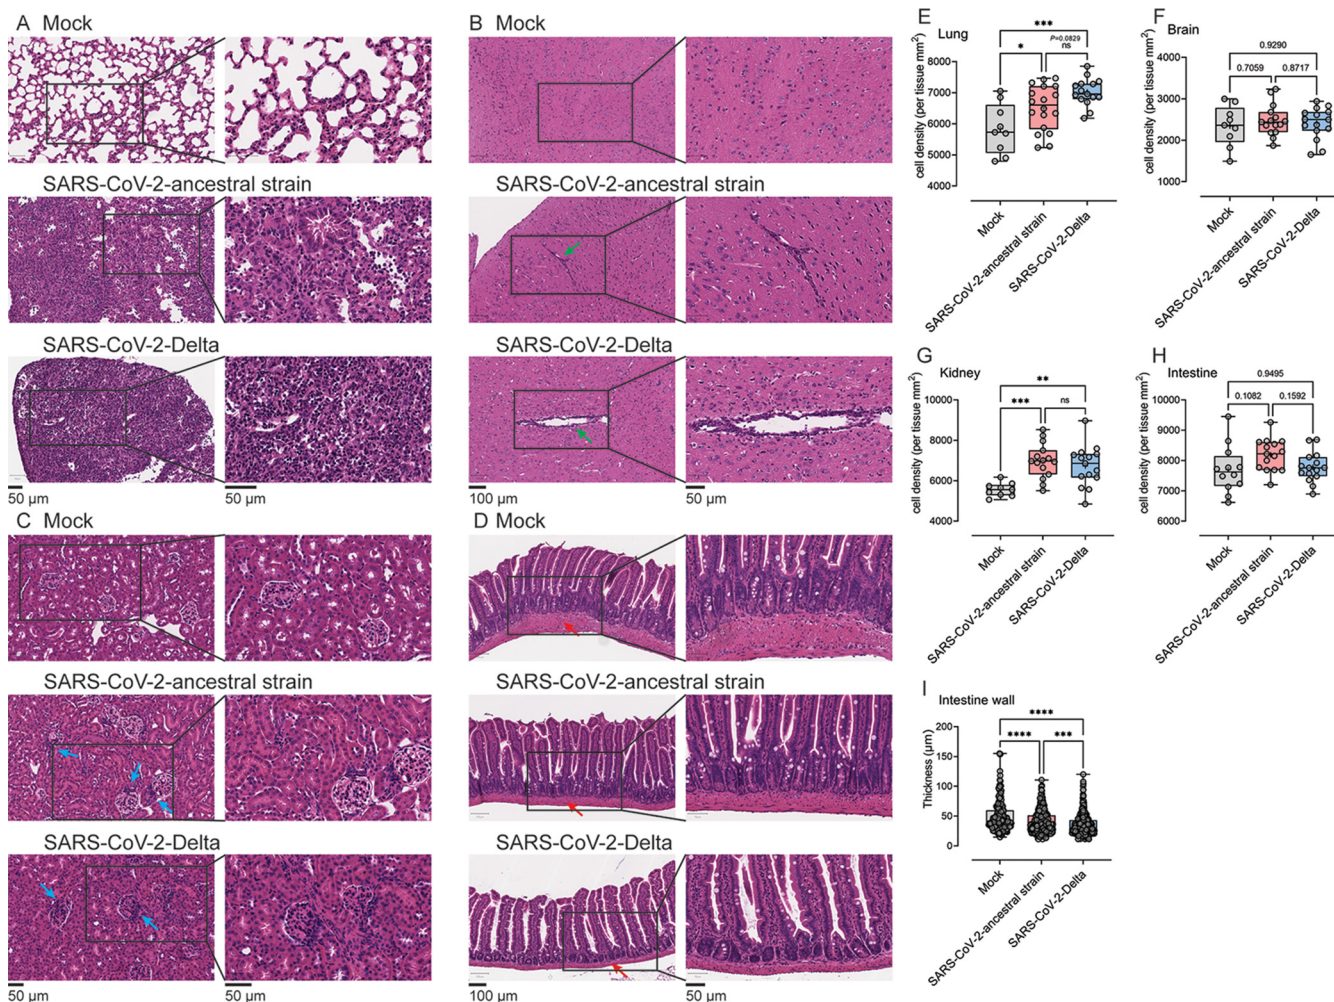 A Mock
SARS-CoV-2-ancestral strain
SARS-CoV-2-Delta
50 µm
50 µm
B Mock
SARS-CoV-2-ancestral strain
SARS-CoV-2-Delta
100 µm
50 µm
C Mock
SARS-CoV-2-ancestral strain
SARS-CoV-2-Delta
50 µm
50 µm
D Mock
SARS-CoV-2-ancestral strain
SARS-CoV-2-Delta
100 µm
50 µm
E
Lung
***
P=0.0829
* ns
8000
7000
6000
5000
4000
cell density (per tissue mm²)
Mock
SARS-CoV-2-ancestral strain
SARS-CoV-2-Delta
F
Brain
0.9290
0.7059 0.8717
4000
3000
2000
1000
cell density (per tissue mm²)
Mock
SARS-CoV-2-ancestral strain
SARS-CoV-2-Delta
G
Kidney
**
*** ns
10000
8000
6000
4000
cell density (per tissue mm²)
Mock
SARS-CoV-2-ancestral strain
SARS-CoV-2-Delta
H
Intestine
0.9495
0.1082 0.1592
10000
9000
8000
7000
6000
cell density (per tissue mm²)
Mock
SARS-CoV-2-ancestral strain
SARS-CoV-2-Delta
I
Intestine wall
****
**** ***
200
150
100
50
0
Thickness (µm)
Mock
SARS-CoV-2-ancestral strain
SARS-CoV-2-Delta